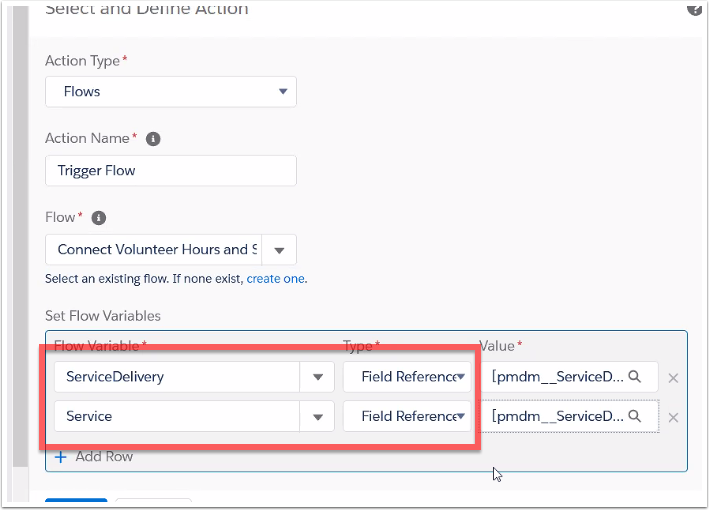 Select and Define Action
Action Type*
Flows
Action Name*
Trigger Flow
Flow*
Connect Volunteer Hours and S
Select an existing flow. If none exist, create one.
Set Flow Variables
Flow Variable* Type* Value*
ServiceDelivery Field Reference [pmdm__ServiceD...
Service Field Reference [pmdm__ServiceD...
+ Add Row